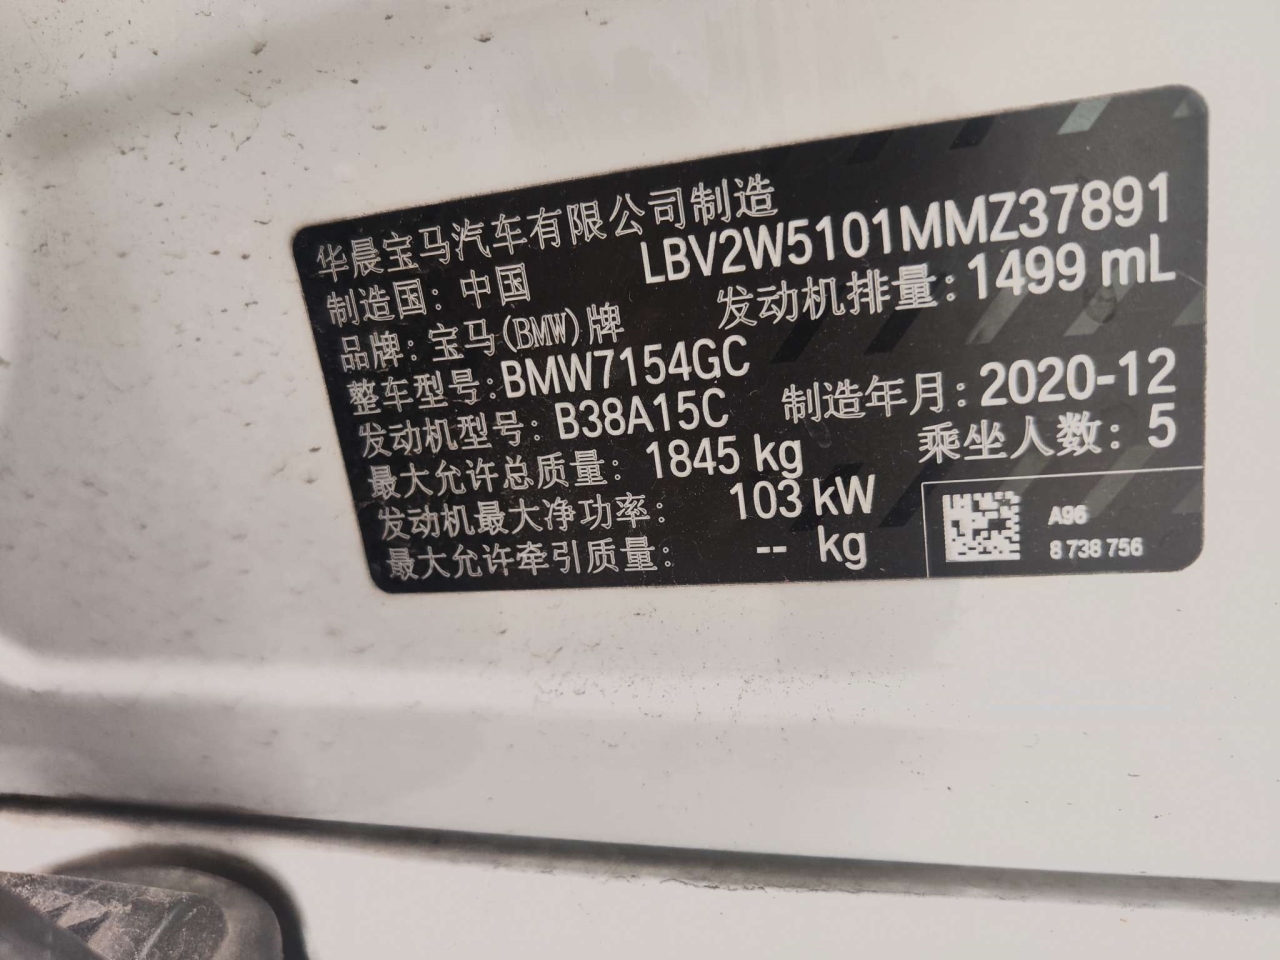 华晨宝马汽车有限公司制造
制造国：中国 LBV2W5101MMZ37891
品牌：宝马(BMW)牌 发动机排量：1499 mL
整车型号：BMW7154GC
发动机型号：B38A15C 制造年月：2020-12
最大允许总质量：1845 kg 乘坐人数：5
发动机最大净功率：103 kW
最大允许牵引质量：-- kg
A96
8 738 756